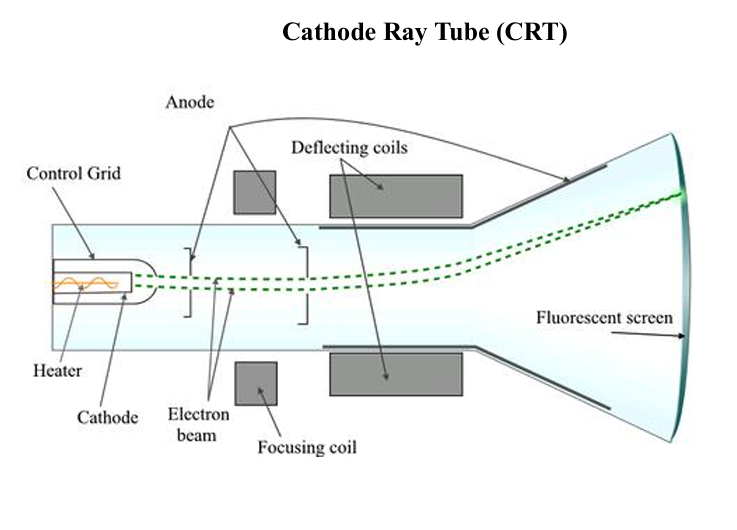 Cathode Ray Tube (CRT)
Anode
Deflecting coils
Control Grid
Fluorescent screen
Heater
Cathode
Electron
beam
Focusing coil